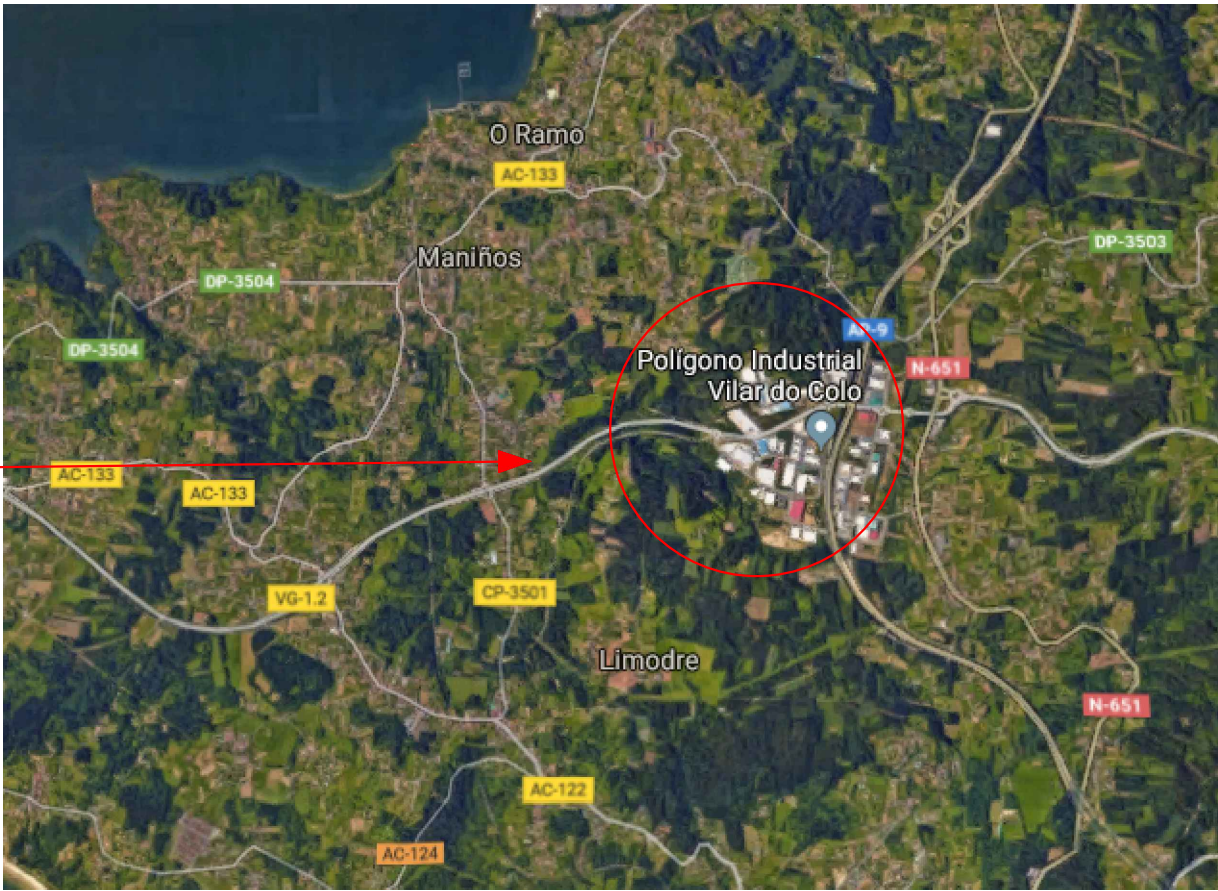 O Ramo
AC-133
Maniños
DP-3503
DP-3504
AP-9
DP-3504
Polígono Industrial
Vilar do Colo
N-651
AC-133
AC-133
VG-1.2
CP-3501
Limodre
N-651
AC-122
AC-124